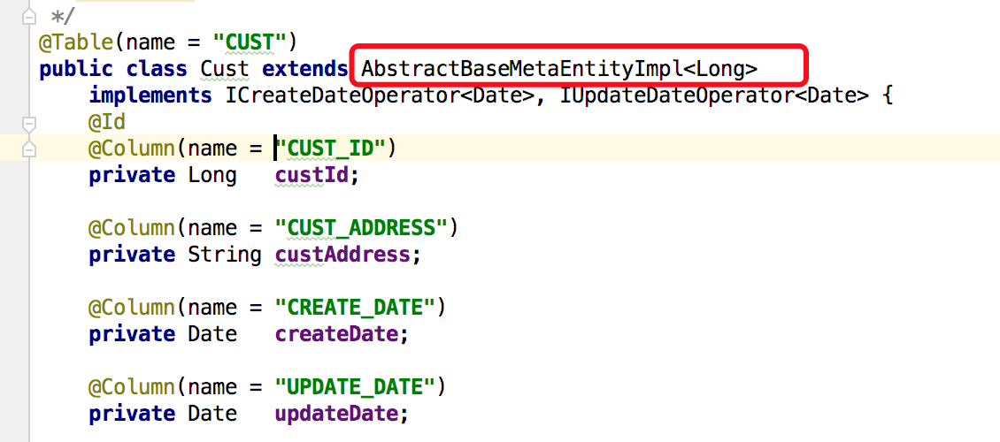 */
@Table(name = "CUST")
public class Cust extends AbstractBaseMetaEntityImpl<Long>
    implements ICreateDateOperator<Date>, IUpdateDateOperator<Date> {
    @Id
    @Column(name = "CUST_ID")
    private Long   custId;
    @Column(name = "CUST_ADDRESS")
    private String custAddress;
    @Column(name = "CREATE_DATE")
    private Date   createDate;
    @Column(name = "UPDATE_DATE")
    private Date   updateDate;